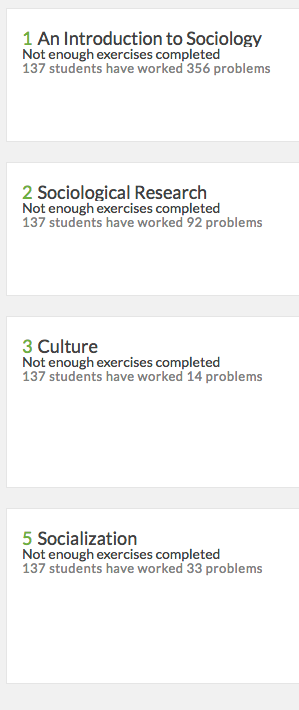 1 An Introduction to Sociology
Not enough exercises completed
137 students have worked 356 problems
2 Sociological Research
Not enough exercises completed
137 students have worked 92 problems
3 Culture
Not enough exercises completed
137 students have worked 14 problems
5 Socialization
Not enough exercises completed
137 students have worked 33 problems